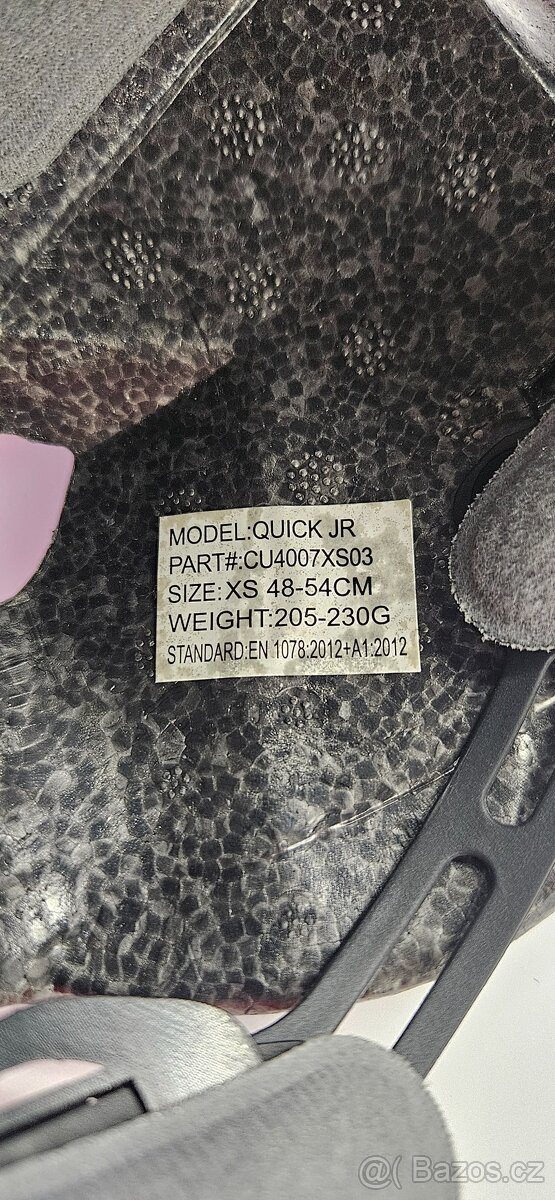 MODEL:QUICK JR
PART#:CU4007XS03
SIZE: XS 48-54CM
WEIGHT:205-230G
STANDARD:EN 1078:2012+A1:2012
@ Bazoš.cz